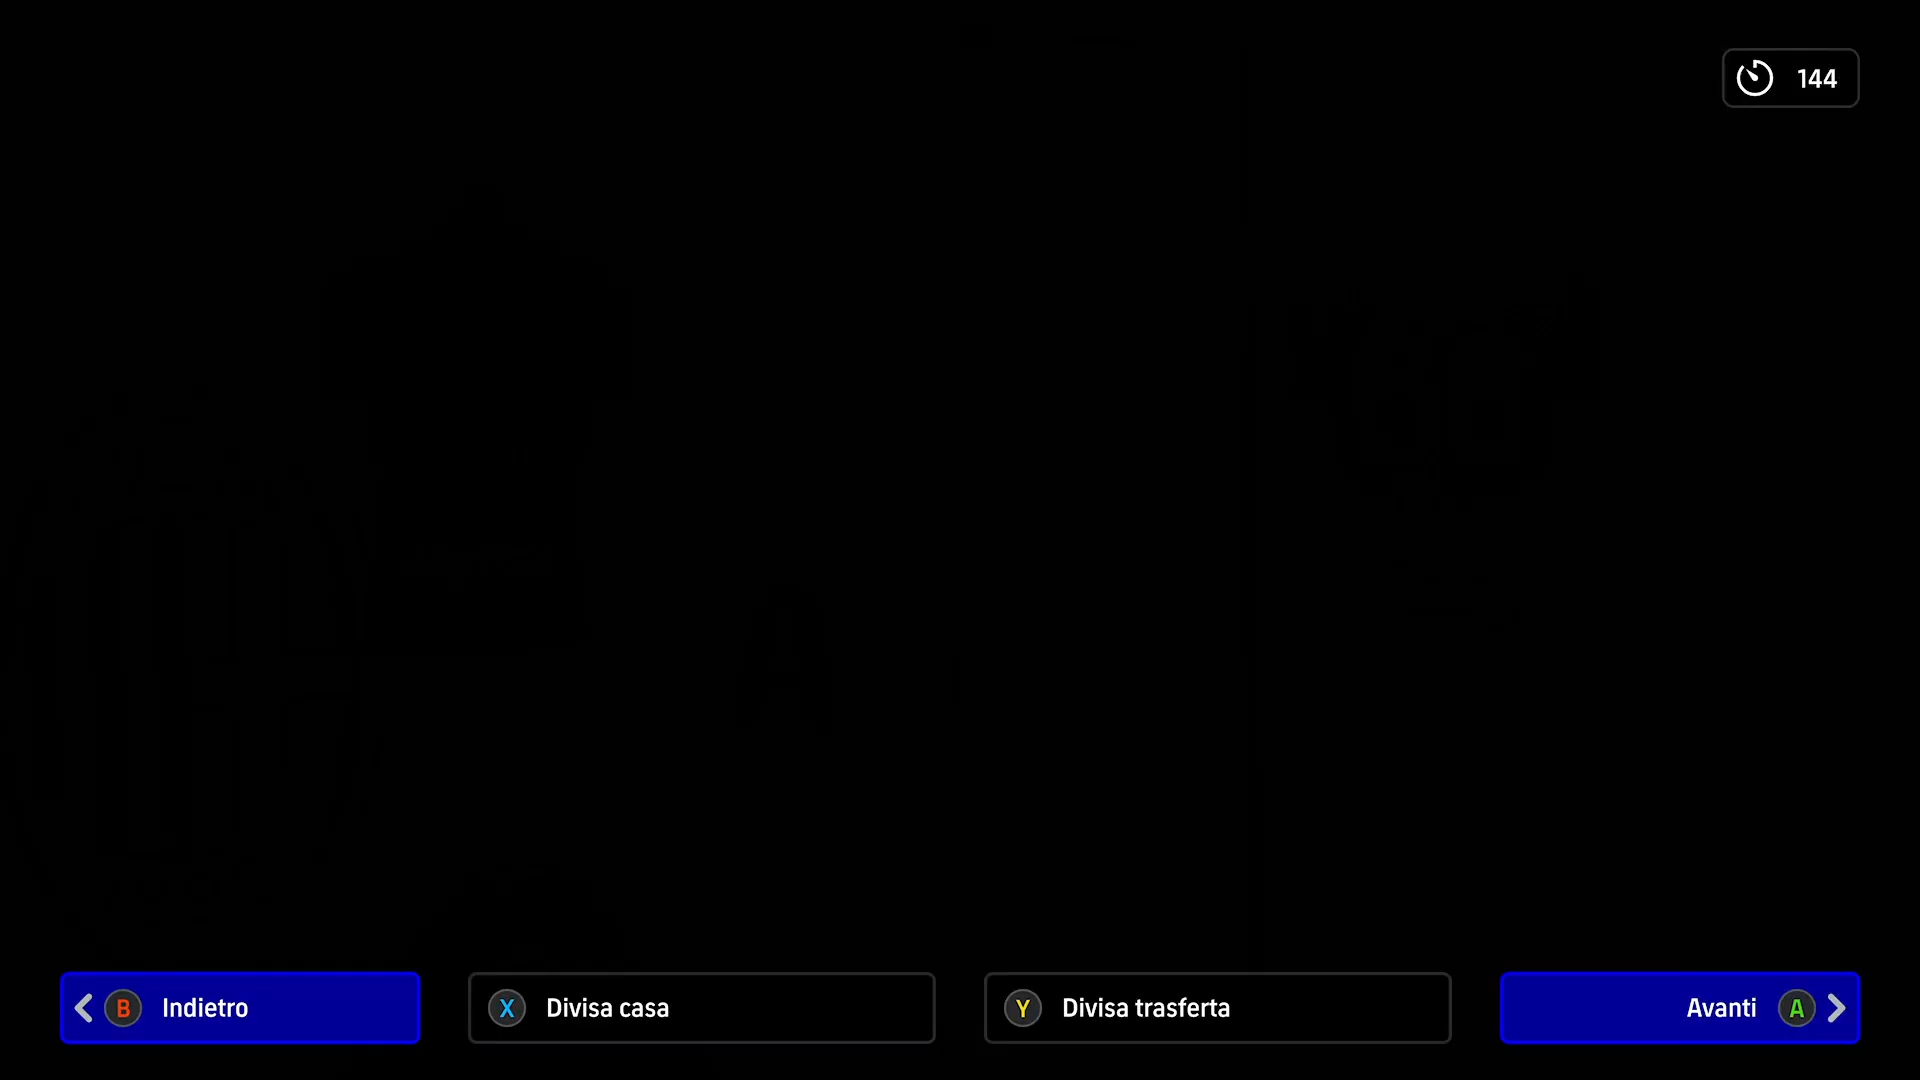 144
B Indietro
X Divisa casa
Y Divisa trasferta
Avanti A